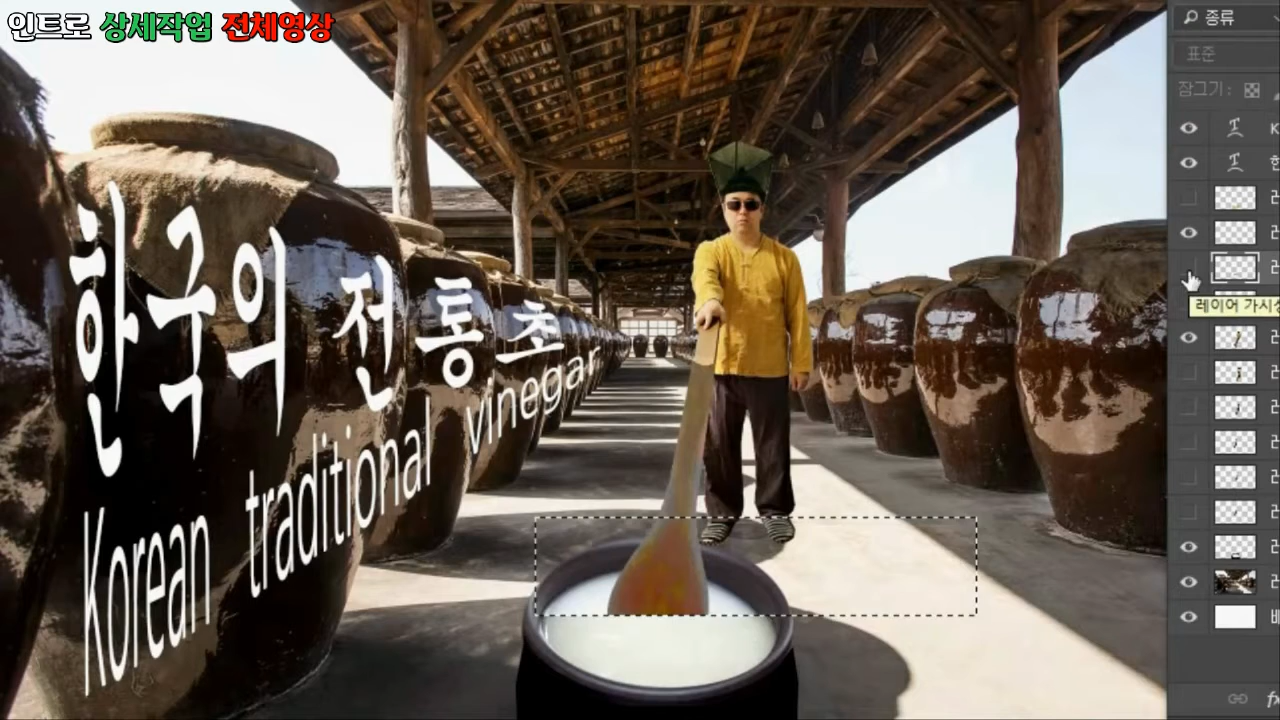 인트로 상세작업 전체영상
종류
표준
잠그기 :
한국의 전통 초
Korean traditional vinegar
레이어 가시